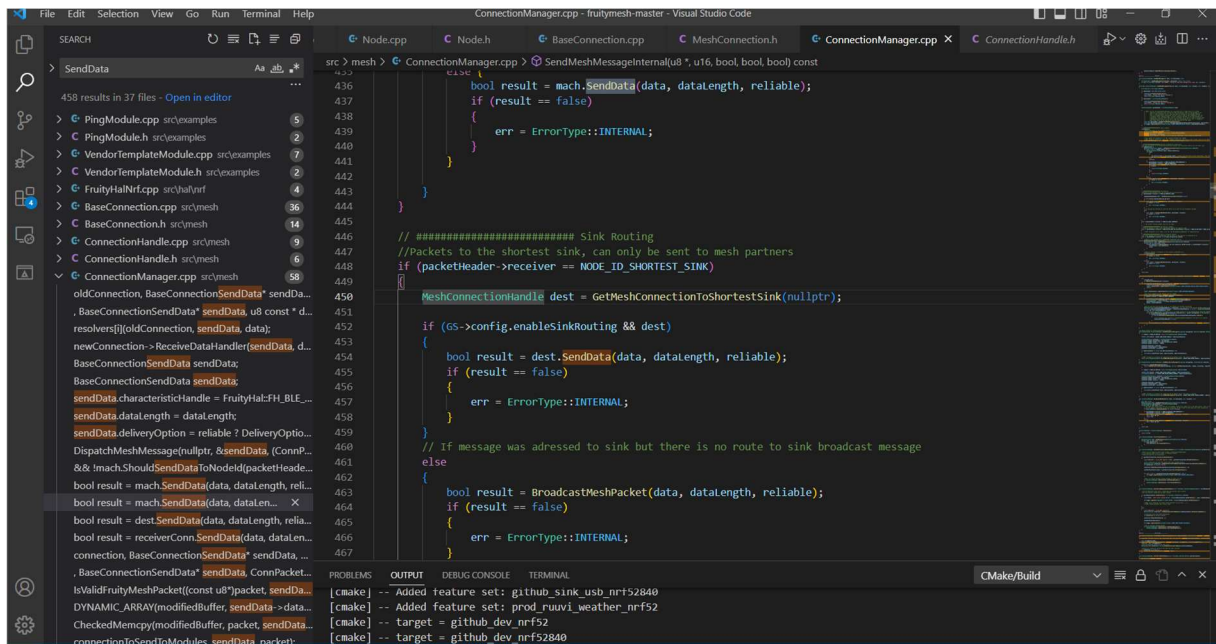 File Edit Selection View Go Run Terminal Help
ConnectionManager.cpp - fruitymesh-master - Visual Studio Code
SEARCH
SendData
Aa ab .*
458 results in 37 files - Open in editor
PingModule.cpp src\examples 5
PingModule.h src\examples 2
VendorTemplateModule.cpp src\examples 7
VendorTemplateModule.h src\examples 2
FruityHalNrf.cpp src\hal\nrf 4
BaseConnection.cpp src\mesh 36
BaseConnection.h src\mesh 14
ConnectionHandle.cpp src\mesh 9
ConnectionHandle.h src\mesh 6
ConnectionManager.cpp src\mesh 58
oldConnection, BaseConnectionSendData* sendDa...
, BaseConnectionSendData* sendData, u8 const * d...
resolvers[i](oldConnection, sendData, data);
newConnection->ReceiveDataHandler(sendData, d...
BaseConnectionSendData sendData;
BaseConnectionSendData sendData;
sendData.characteristicHandle = FruityHal::FH_BLE_...
sendData.dataLength = dataLength;
sendData.deliveryOption = reliable ? DeliveryOptio...
DispatchMeshMessage(nullptr, &sendData, (ConnP...
&& !mach.ShouldSendDataToNodeId(packetHeade...
bool result = mach.SendData(data, dataLength, reli...
bool result = mach.SendData(data, dataLen...
bool result = dest.SendData(data, dataLength, relia...
bool result = receiverConn.SendData(data, dataLen...
connection, BaseConnectionSendData* sendData, ...
, BaseConnectionSendData* sendData, ConnPacket...
IsValidFruityMeshPacket((const u8*)packet, sendDa...
DYNAMIC_ARRAY(modifiedBuffer, sendData->data...
CheckedMemcpy(modifiedBuffer, packet, sendData...
connectionToSendToModules, sendData, packet);
4
Node.cpp Node.h BaseConnection.cpp MeshConnection.h ConnectionManager.cpp ConnectionHandle.h
src > mesh > ConnectionManager.cpp > SendMeshMessageInternal(u8 *, u16, bool, bool, bool) const
435 else {
436 bool result = mach.SendData(data, dataLength, reliable);
437 if (result == false)
438 {
439 err = ErrorType::INTERNAL;
440 }
441 }
442
443 }
444 }
445
446 // ########################## Sink Routing
447 //Packets to the shortest sink, can only be sent to mesh partners
448 if (packetHeader->receiver == NODE_ID_SHORTEST_SINK)
449 {
450 MeshConnectionHandle dest = GetMeshConnectionToShortestSink(nullptr);
451
452 if (GS->config.enableSinkRouting && dest)
453 {
454 bool result = dest.SendData(data, dataLength, reliable);
455 if (result == false)
456 {
457 err = ErrorType::INTERNAL;
458 }
459 }
460 // If message was adressed to sink but there is no route to sink broadcast message
461 else
462 {
463 bool result = BroadcastMeshPacket(data, dataLength, reliable);
464 if (result == false)
465 {
466 err = ErrorType::INTERNAL;
467 }
PROBLEMS OUTPUT DEBUG CONSOLE TERMINAL
CMake/Build
[cmake] -- Added feature set: github_sink_usb_nrf52840
[cmake] -- Added feature set: prod_ruuvi_weather_nrf52
[cmake] -- target = github_dev_nrf52
[cmake] -- target = github_dev_nrf52840